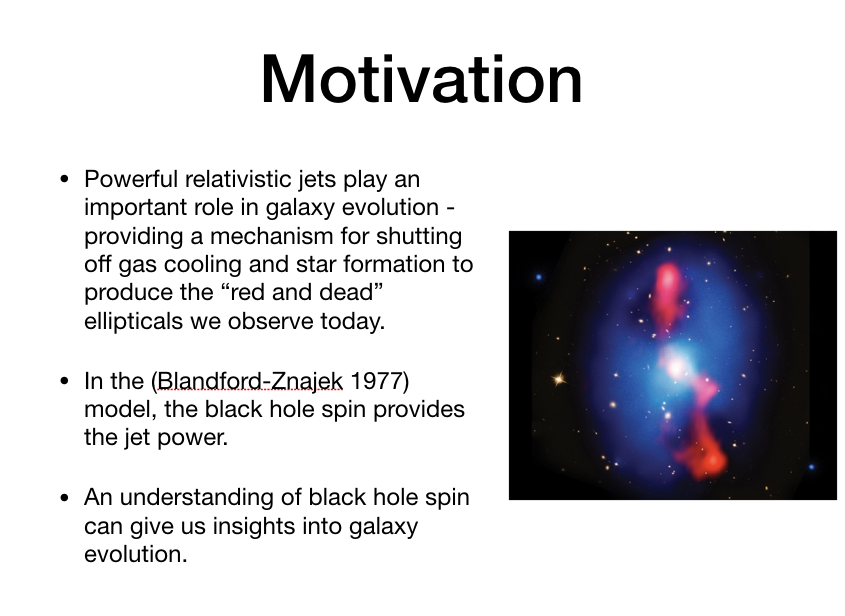 Motivation
• Powerful relativistic jets play an
important role in galaxy evolution -
providing a mechanism for shutting
off gas cooling and star formation to
produce the “red and dead”
ellipticals we observe today.
• In the (Blandford-Znajek 1977)
model, the black hole spin provides
the jet power.
• An understanding of black hole spin
can give us insights into galaxy
evolution.